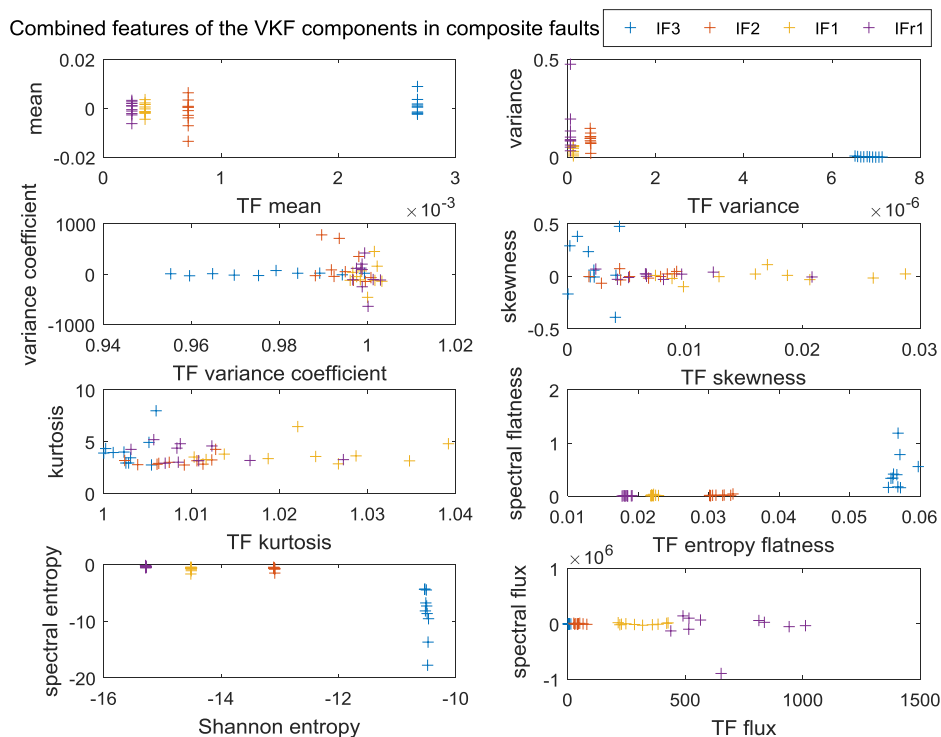 Combined features of the VKF components in composite faults
IF3 IF2 IF1 IFr1
0.02
0
-0.02
mean
0 1 2 3
TF mean
×10⁻³
0.5
0
variance
0 2 4 6 8
TF variance
×10⁻⁶
1000
0
-1000
variance coefficient
0.94 0.96 0.98 1 1.02
TF variance coefficient
0.5
0
-0.5
skewness
0 0.01 0.02 0.03
TF skewness
10
5
0
kurtosis
1 1.01 1.02 1.03 1.04
TF kurtosis
2
1
0
spectral flatness
0.01 0.02 0.03 0.04 0.05 0.06
TF entropy flatness
0
-10
-20
spectral entropy
-16 -14 -12 -10
Shannon entropy
×10⁶
1
0
-1
spectral flux
0 500 1000 1500
TF flux